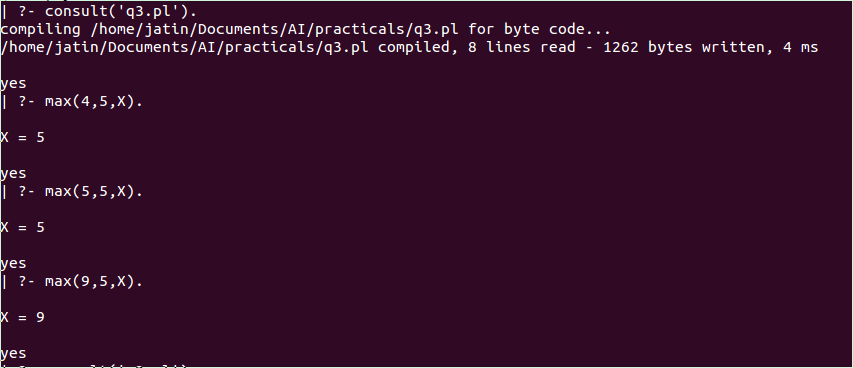 | ?- consult('q3.pl').
compiling /home/jatin/Documents/AI/practicals/q3.pl for byte code...
/home/jatin/Documents/AI/practicals/q3.pl compiled, 8 lines read - 1262 bytes written, 4 ms
yes
| ?- max(4,5,X).
X = 5
yes
| ?- max(5,5,X).
X = 5
yes
| ?- max(9,5,X).
X = 9
yes